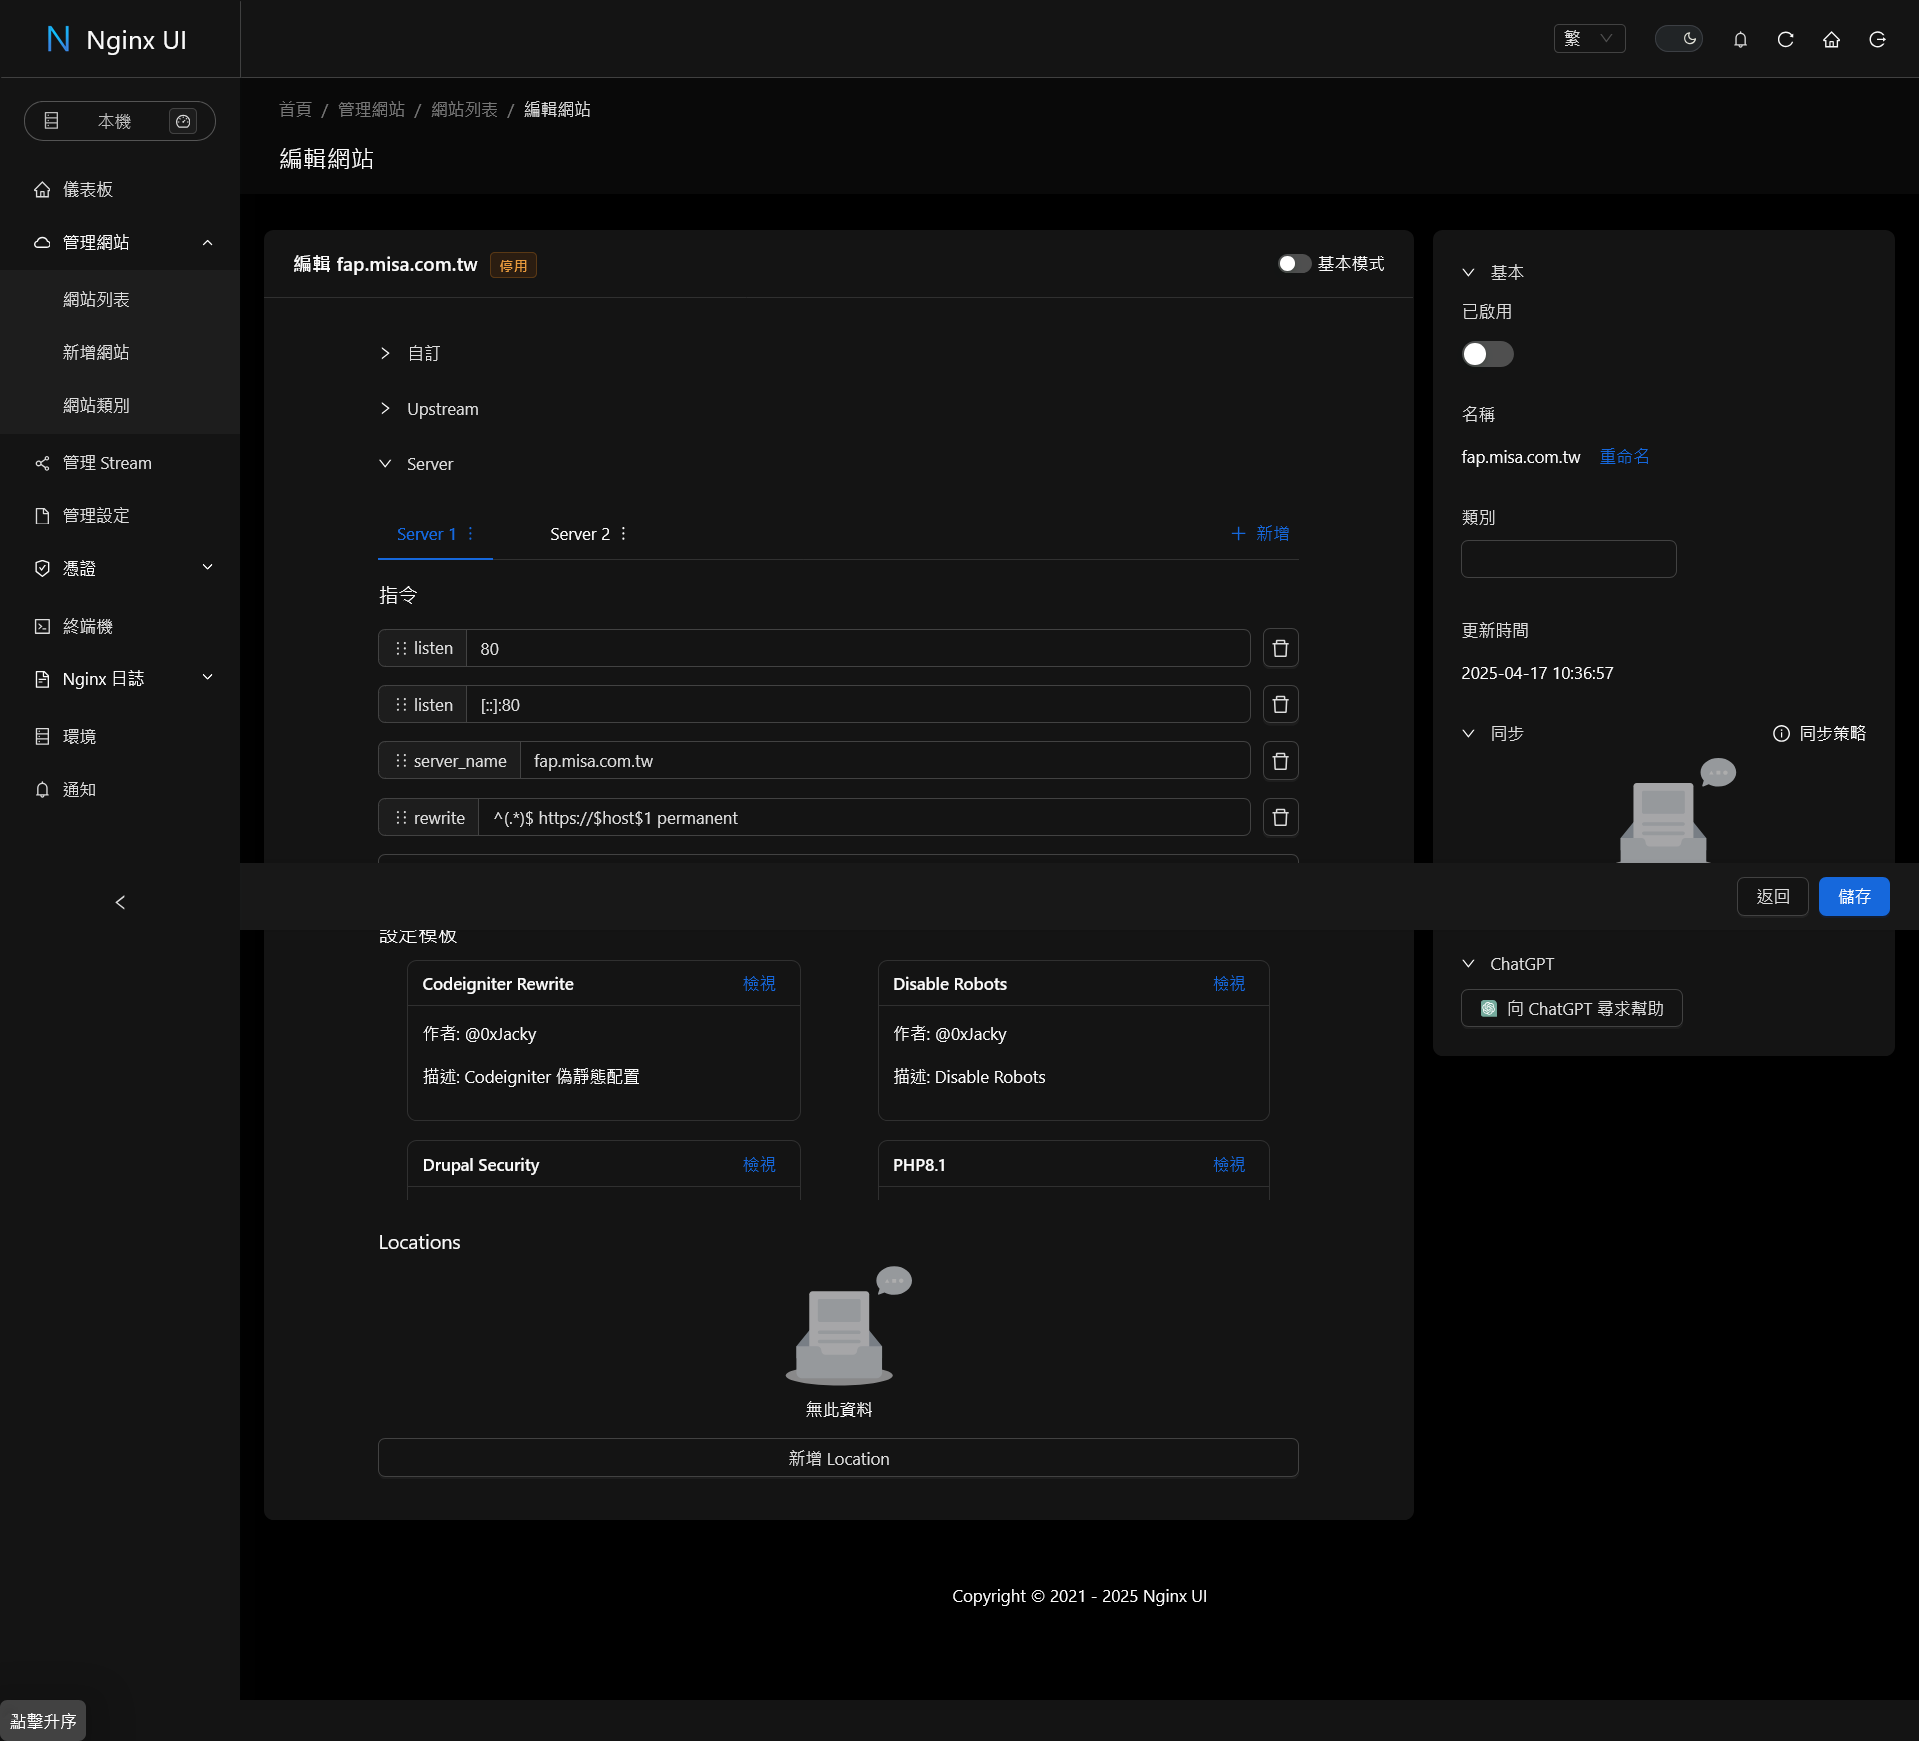 Nginx UI
繁
本機
儀表板
管理網站
網站列表
新增網站
網站類別
管理 Stream
管理設定
憑證
終端機
Nginx 日誌
環境
通知
首頁 / 管理網站 / 網站列表 / 編輯網站
編輯網站
編輯 fap.misa.com.tw 停用
基本模式
自訂
Upstream
Server
Server 1
Server 2
新增
指令
listen 80
listen [::]:80
server_name fap.misa.com.tw
rewrite ^(.*)$ https://$host$1 permanent
設定模板
Codeigniter Rewrite 檢視
作者: @0xJacky
描述: Codeigniter 偽靜態配置
Disable Robots 檢視
作者: @0xJacky
描述: Disable Robots
Drupal Security 檢視
PHP8.1 檢視
Locations
無此資料
新增 Location
基本
已啟用
名稱
fap.misa.com.tw 重命名
類別
更新時間
2025-04-17 10:36:57
同步
同步策略
返回
儲存
ChatGPT
向 ChatGPT 尋求幫助
Copyright © 2021 - 2025 Nginx UI
點擊升序